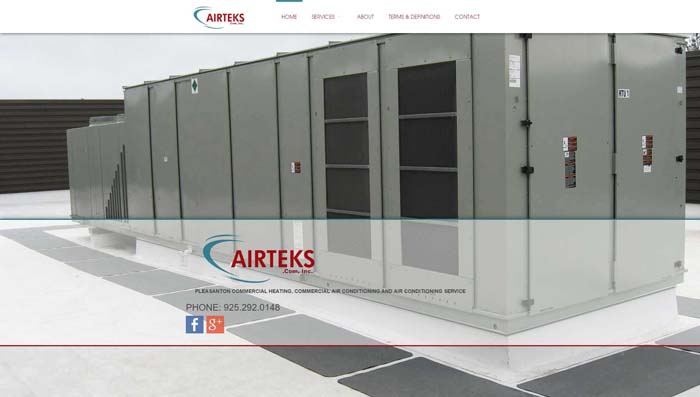 AIRTEKS
.Com, Inc.
HOME SERVICES ABOUT TERMS & DEFINITIONS CONTACT
AIRTEKS
.Com, Inc.
PLEASANTON COMMERCIAL HEATING, COMMERCIAL AIR CONDITIONING AND AIR CONDITIONING SERVICE
PHONE: 925.292.0148
f g+